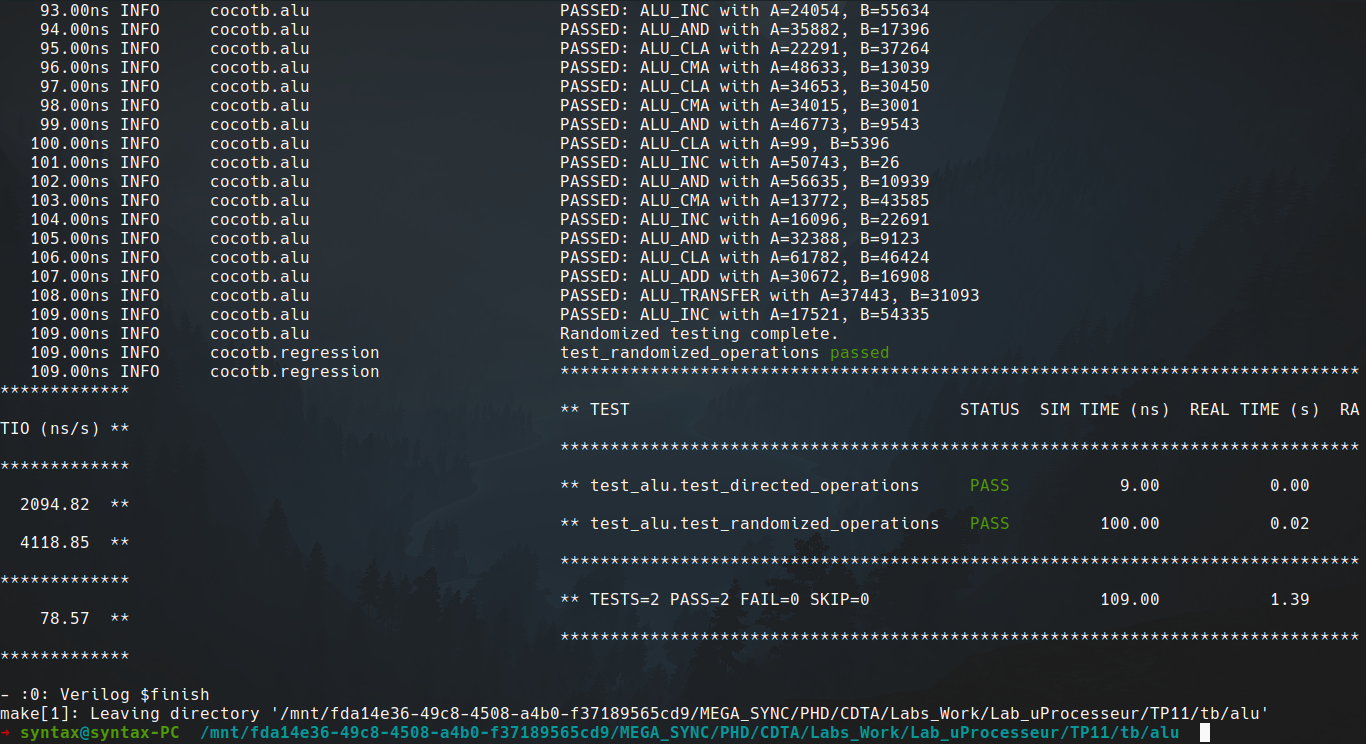 93.00ns INFO     cocotb.alu                         PASSED: ALU_INC with A=24054, B=55634
94.00ns INFO     cocotb.alu                         PASSED: ALU_AND with A=35882, B=17396
95.00ns INFO     cocotb.alu                         PASSED: ALU_CLA with A=22291, B=37264
96.00ns INFO     cocotb.alu                         PASSED: ALU_CMA with A=48633, B=13039
97.00ns INFO     cocotb.alu                         PASSED: ALU_CLA with A=34653, B=30450
98.00ns INFO     cocotb.alu                         PASSED: ALU_CMA with A=34015, B=3001
99.00ns INFO     cocotb.alu                         PASSED: ALU_AND with A=46773, B=9543
100.00ns INFO     cocotb.alu                         PASSED: ALU_CLA with A=99, B=5396
101.00ns INFO     cocotb.alu                         PASSED: ALU_INC with A=50743, B=26
102.00ns INFO     cocotb.alu                         PASSED: ALU_AND with A=56635, B=10939
103.00ns INFO     cocotb.alu                         PASSED: ALU_CMA with A=13772, B=43585
104.00ns INFO     cocotb.alu                         PASSED: ALU_INC with A=16096, B=22691
105.00ns INFO     cocotb.alu                         PASSED: ALU_AND with A=32388, B=9123
106.00ns INFO     cocotb.alu                         PASSED: ALU_CLA with A=61782, B=46424
107.00ns INFO     cocotb.alu                         PASSED: ALU_ADD with A=30672, B=16908
108.00ns INFO     cocotb.alu                         PASSED: ALU_TRANSFER with A=37443, B=31093
109.00ns INFO     cocotb.alu                         PASSED: ALU_INC with A=17521, B=54335
109.00ns INFO     cocotb.alu                         Randomized testing complete.
109.00ns INFO     cocotb.regression                  test_randomized_operations passed
109.00ns INFO     cocotb.regression                  ********************************************************************************
*************
** TEST                                 STATUS  SIM TIME (ns)  REAL TIME (s)  RA
TIO (ns/s) **
********************************************************************************
*************
** test_alu.test_directed_operations     PASS           9.00           0.00
2094.82  **
** test_alu.test_randomized_operations   PASS         100.00           0.02
4118.85  **
********************************************************************************
*************
** TESTS=2 PASS=2 FAIL=0 SKIP=0                       109.00           1.39
78.57  **
********************************************************************************
*************
- :0: Verilog $finish
make[1]: Leaving directory '/mnt/fda14e36-49c8-4508-a4b0-f37189565cd9/MEGA_SYNC/PHD/CDTA/Labs_Work/Lab_uProcesseur/TP11/tb/alu'
→ syntax@syntax-PC  /mnt/fda14e36-49c8-4508-a4b0-f37189565cd9/MEGA_SYNC/PHD/CDTA/Labs_Work/Lab_uProcesseur/TP11/tb/alu